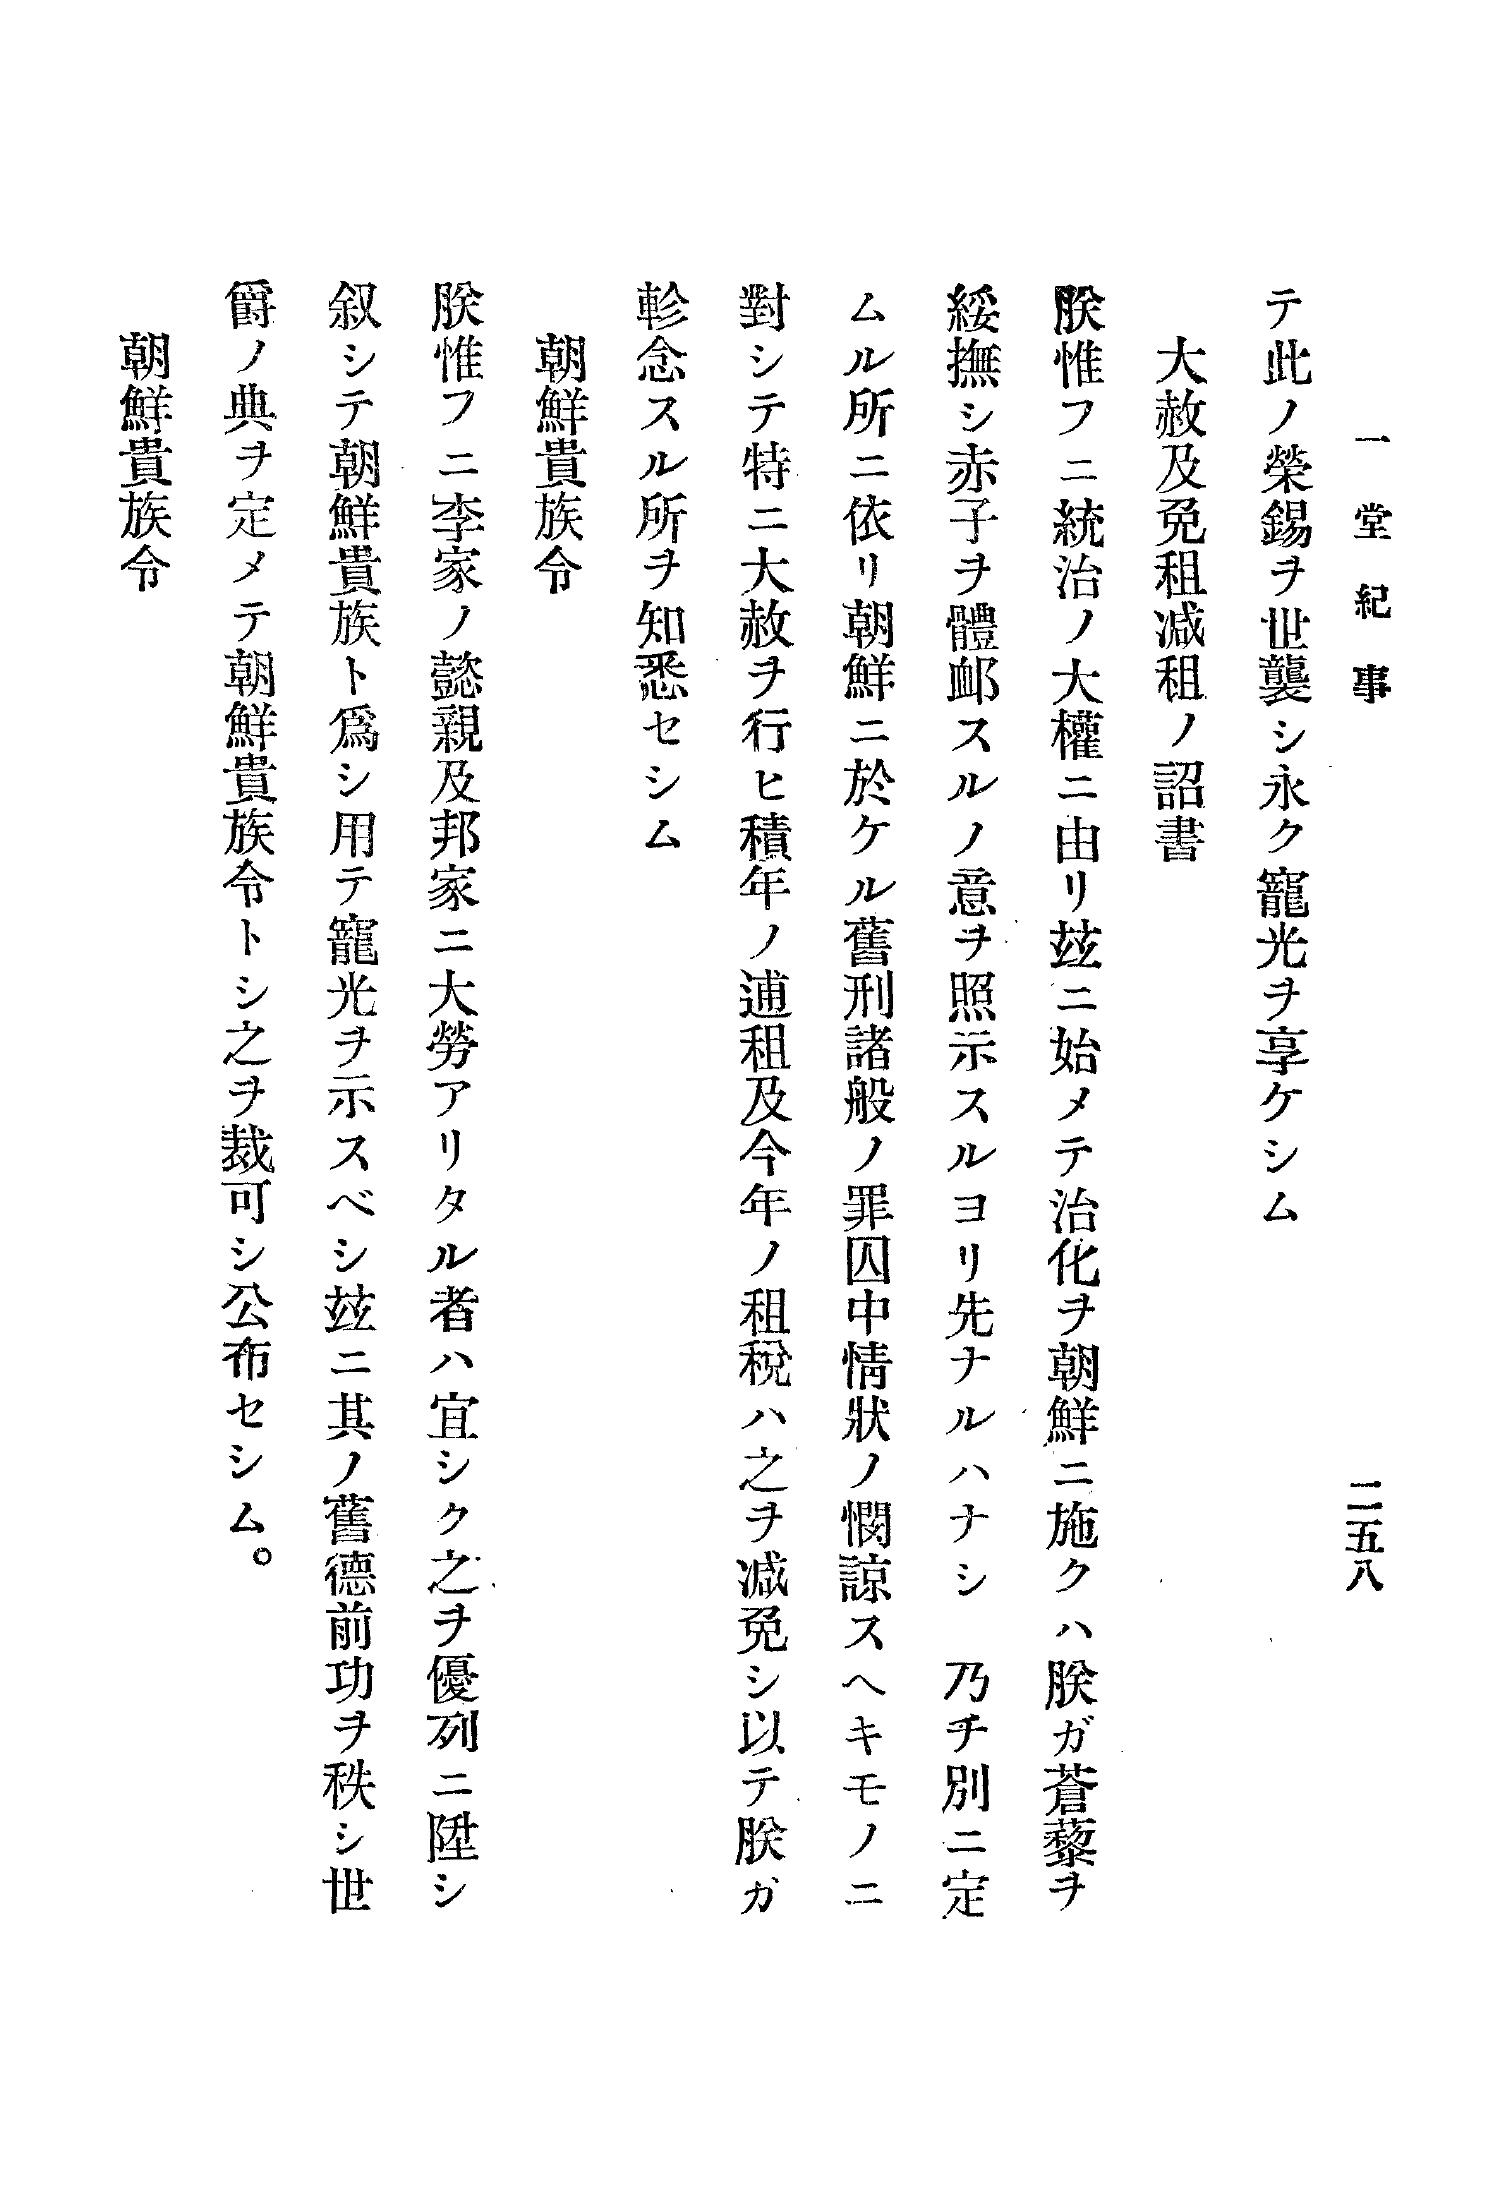 一堂紀事
二五八
テ此ノ榮錫ヲ世襲シ永ク寵光ヲ享ケシム
大赦及免租減租ノ詔書
朕惟フニ統治ノ大權ニ由リ玆ニ始メテ治化ヲ朝鮮ニ施クハ朕ガ蒼藜ヲ
綏撫シ赤子ヲ體卹スルノ意ヲ照示スルヨリ先ナルハナシ　乃チ別ニ定
ムル所ニ依リ朝鮮ニ於ケル舊刑諸般ノ罪囚中情狀ノ憫諒スヘキモノニ
對シテ特ニ大赦ヲ行ヒ積年ノ逋租及今年ノ租稅ハ之ヲ減免シ以テ朕ガ
軫念スル所ヲ知悉セシム
朝鮮貴族令
朕惟フニ李家ノ懿親及邦家ニ大勞アリタル者ハ宜シク之ヲ優列ニ陞シ
叙シテ朝鮮貴族ト爲シ用テ寵光ヲ示スベシ玆ニ其ノ舊德前功ヲ秩シ世
爵ノ典ヲ定メテ朝鮮貴族令トシ之ヲ裁可シ公布セシム。
朝鮮貴族令